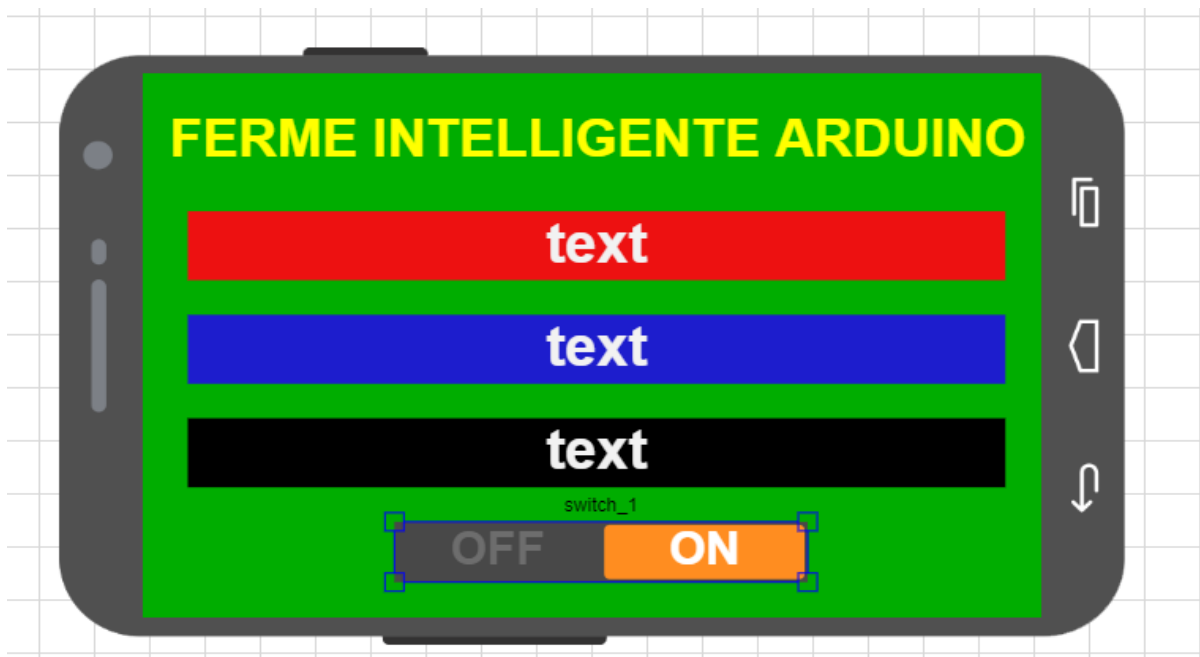 FERME INTELLIGENTE ARDUINO
text
text
text
switch_1
OFF ON